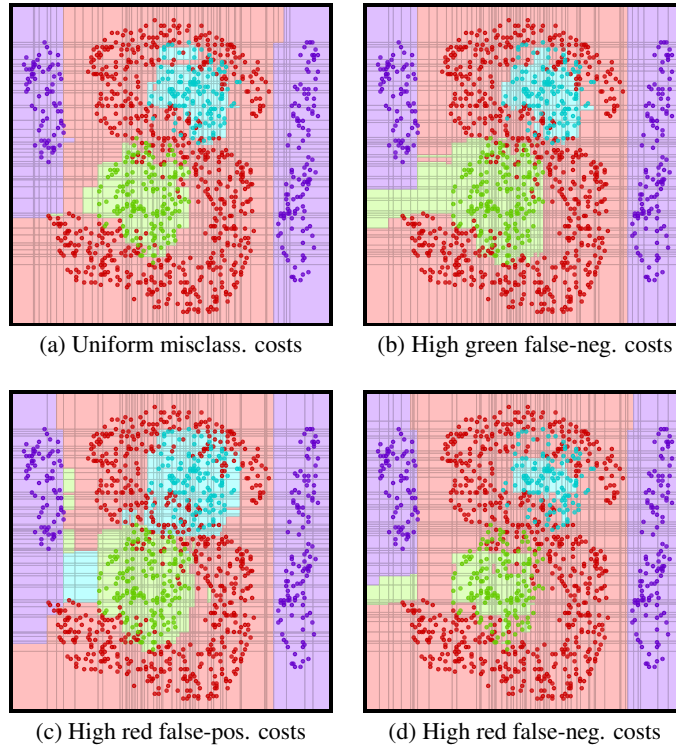 (a) Uniform misclass. costs
(b) High green false-neg. costs
(c) High red false-pos. costs
(d) High red false-neg. costs